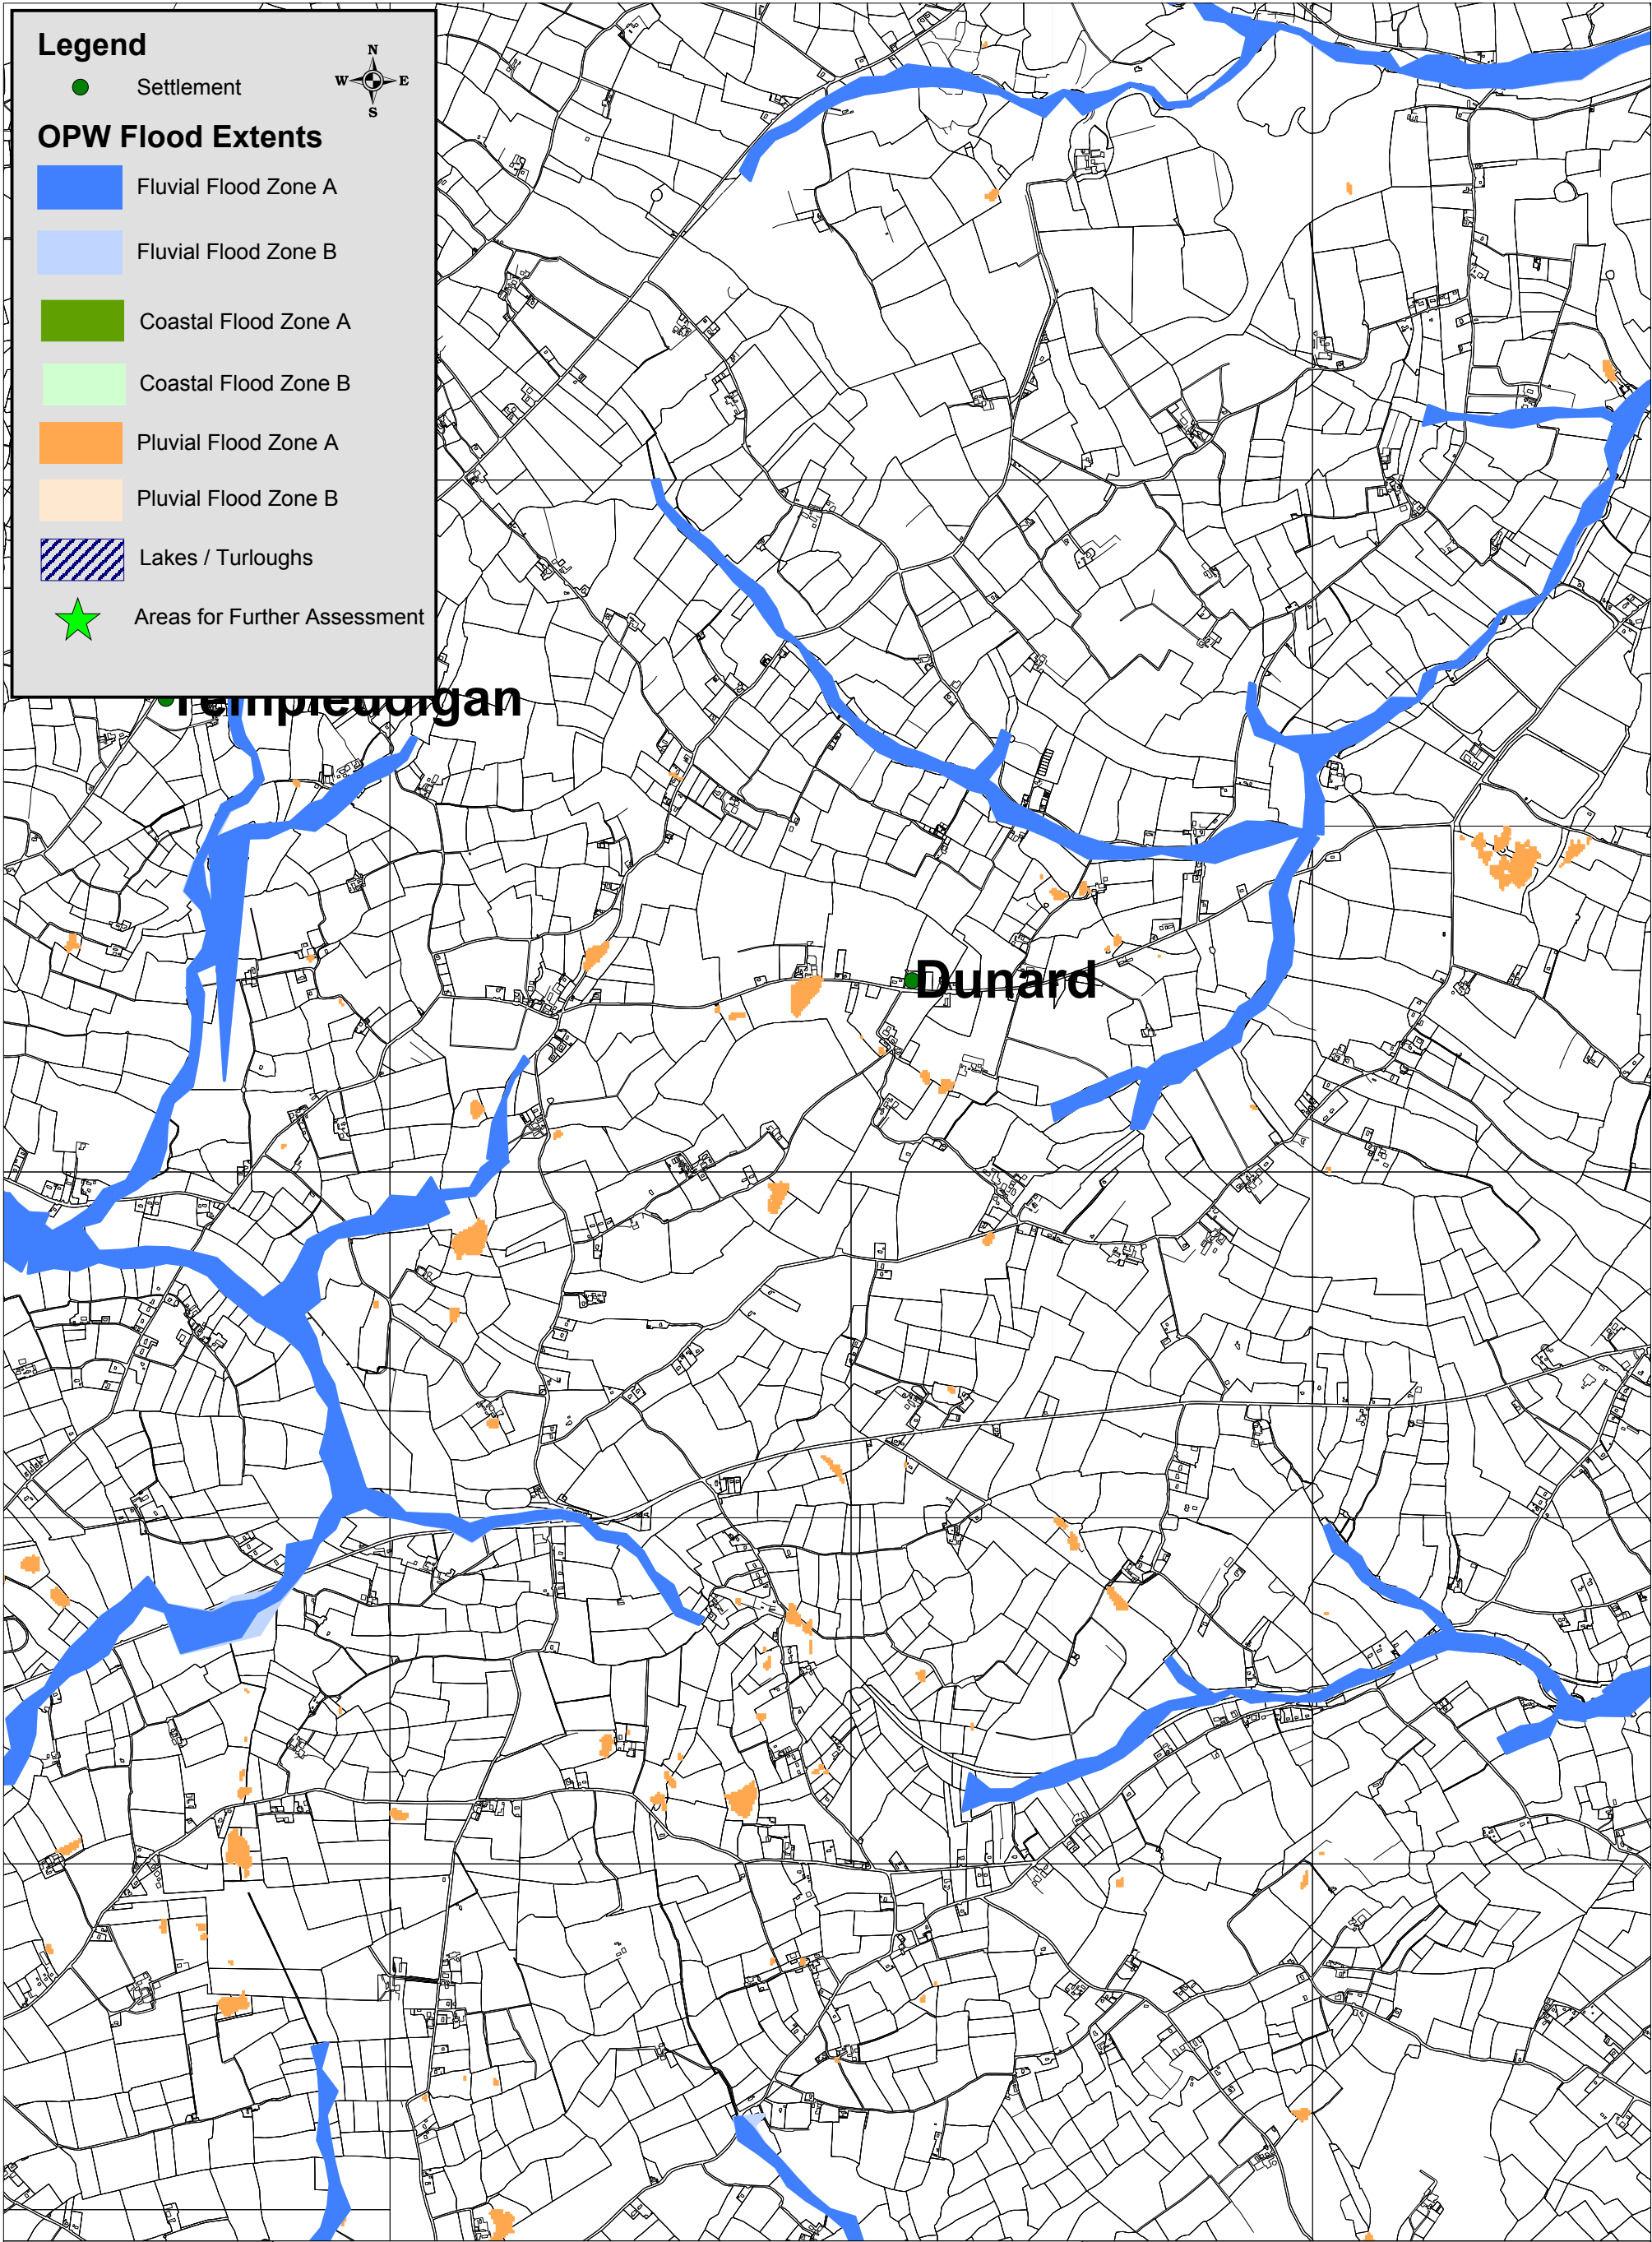 Legend
N
W E
S
Settlement
OPW Flood Extents
Fluvial Flood Zone A
Fluvial Flood Zone B
Coastal Flood Zone A
Coastal Flood Zone B
Pluvial Flood Zone A
Pluvial Flood Zone B
Lakes / Turloughs
Areas for Further Assessment
Templeudigan
Dunard